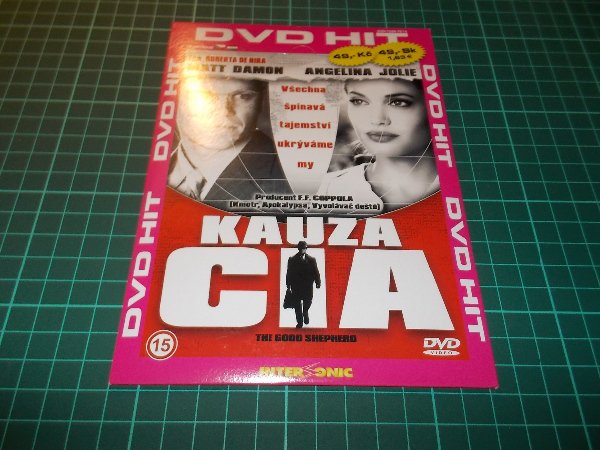 DVD HIT
49,- Kč
49,- Sk
1,63 €
ROBERTA DE NIRA
MATT DAMON ANGELINA JOLIE
Všechna
špinavá
tajemství
ukrýváme
my
Producent F.F. COPPOLA
(Kmotr, Apokalypsa, Vyvolávač deště)
KAUZA
CIA
THE GOOD SHEPHERD
15
DVD
VIDEO
INTERSONIC
DVD HIT
DVD HIT
DVD HIT
DVD HIT